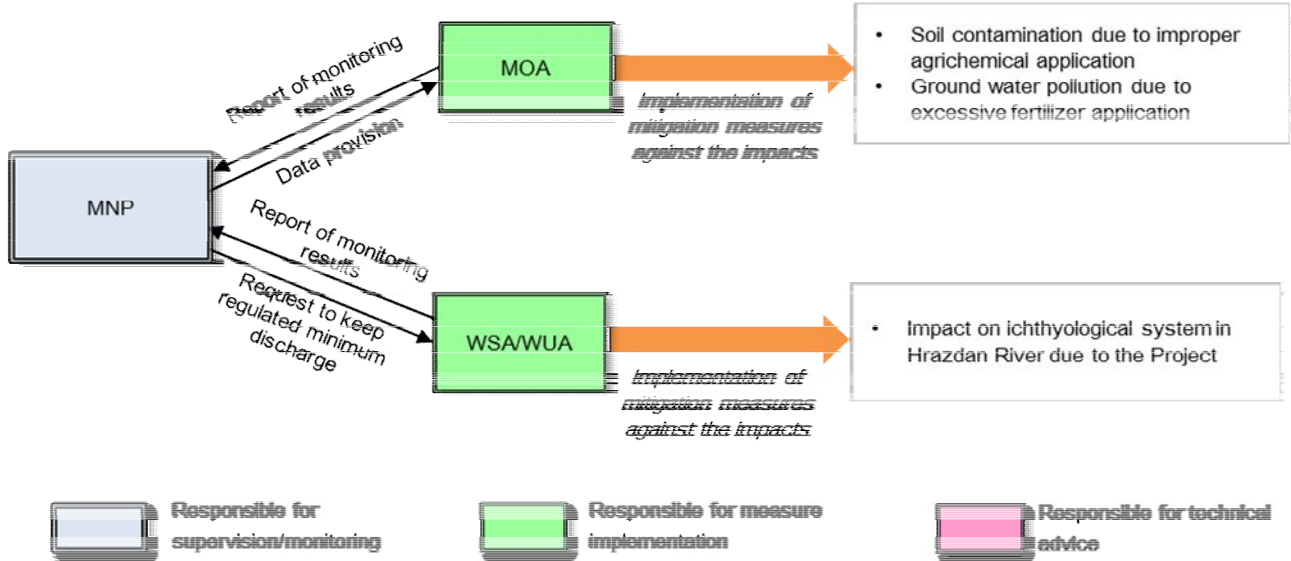 Report of monitoring
results
Data provision
MOA
Implementation of
mitigation measures
against the impacts
• Soil contamination due to improper
agrichemical application
• Ground water pollution due to
excessive fertilizer application
MNP
Report of monitoring
results
Request to keep
regulated minimum
discharge
WSA/WUA
Implementation of
mitigation measures
against the impacts
• Impact on ichthyological system in
Hrazdan River due to the Project
Responsible for
supervision/monitoring
Responsible for measure
implementation
Responsible for technical
advice